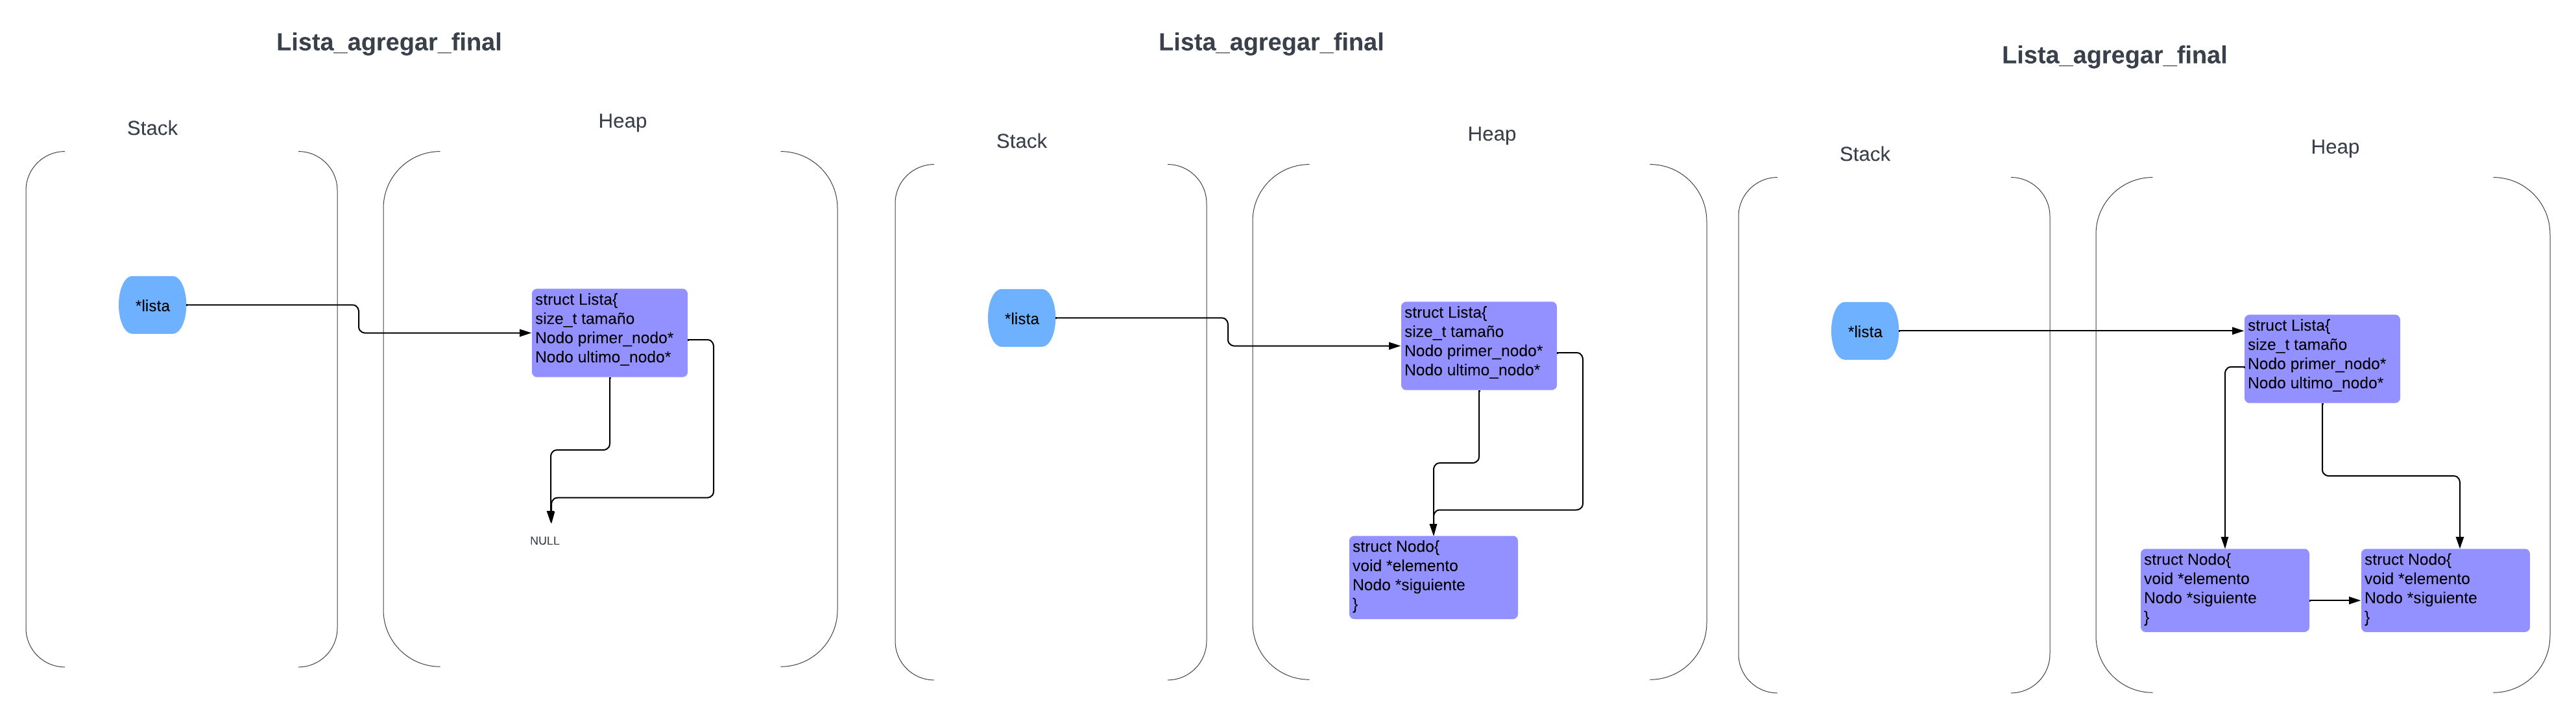 Lista_agregar_final
Stack
Heap
*lista
struct Lista{
size_t tamaño
Nodo primer_nodo*
Nodo ultimo_nodo*
NULL
Lista_agregar_final
Stack
Heap
*lista
struct Lista{
size_t tamaño
Nodo primer_nodo*
Nodo ultimo_nodo*
struct Nodo{
void *elemento
Nodo *siguiente
}
Lista_agregar_final
Stack
Heap
*lista
struct Lista{
size_t tamaño
Nodo primer_nodo*
Nodo ultimo_nodo*
struct Nodo{
void *elemento
Nodo *siguiente
}
struct Nodo{
void *elemento
Nodo *siguiente
}